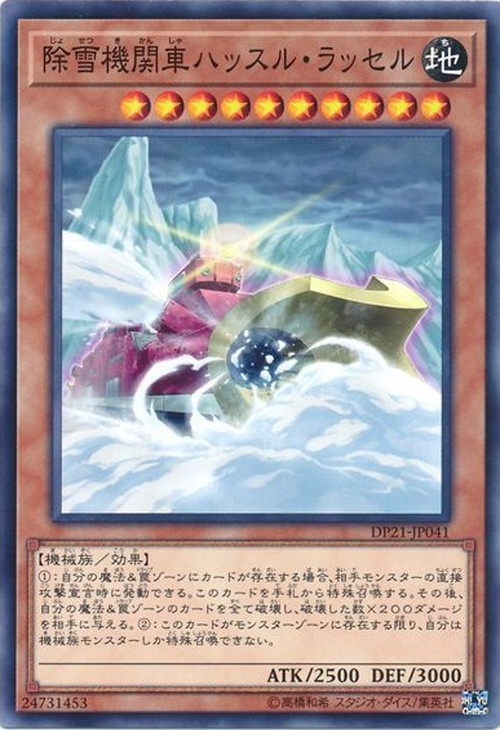 除雪機関車ハッスル・ラッセル
地
DP21-JP041
【機械族/効果】
①:自分の魔法&罠ゾーンにカードが存在する場合、相手モンスターの直接
攻撃宣言時に発動できる。このカードを手札から特殊召喚する。その後、
自分の魔法&罠ゾーンのカードを全て破壊し、破壊した数×200ダメージ
を相手に与える。②:このカードがモンスターゾーンに存在する限り、自分は
機械族モンスターしか特殊召喚できない。
ATK/2500 DEF/3000
24731453
©高橋和希 スタジオ・ダイス/集英社